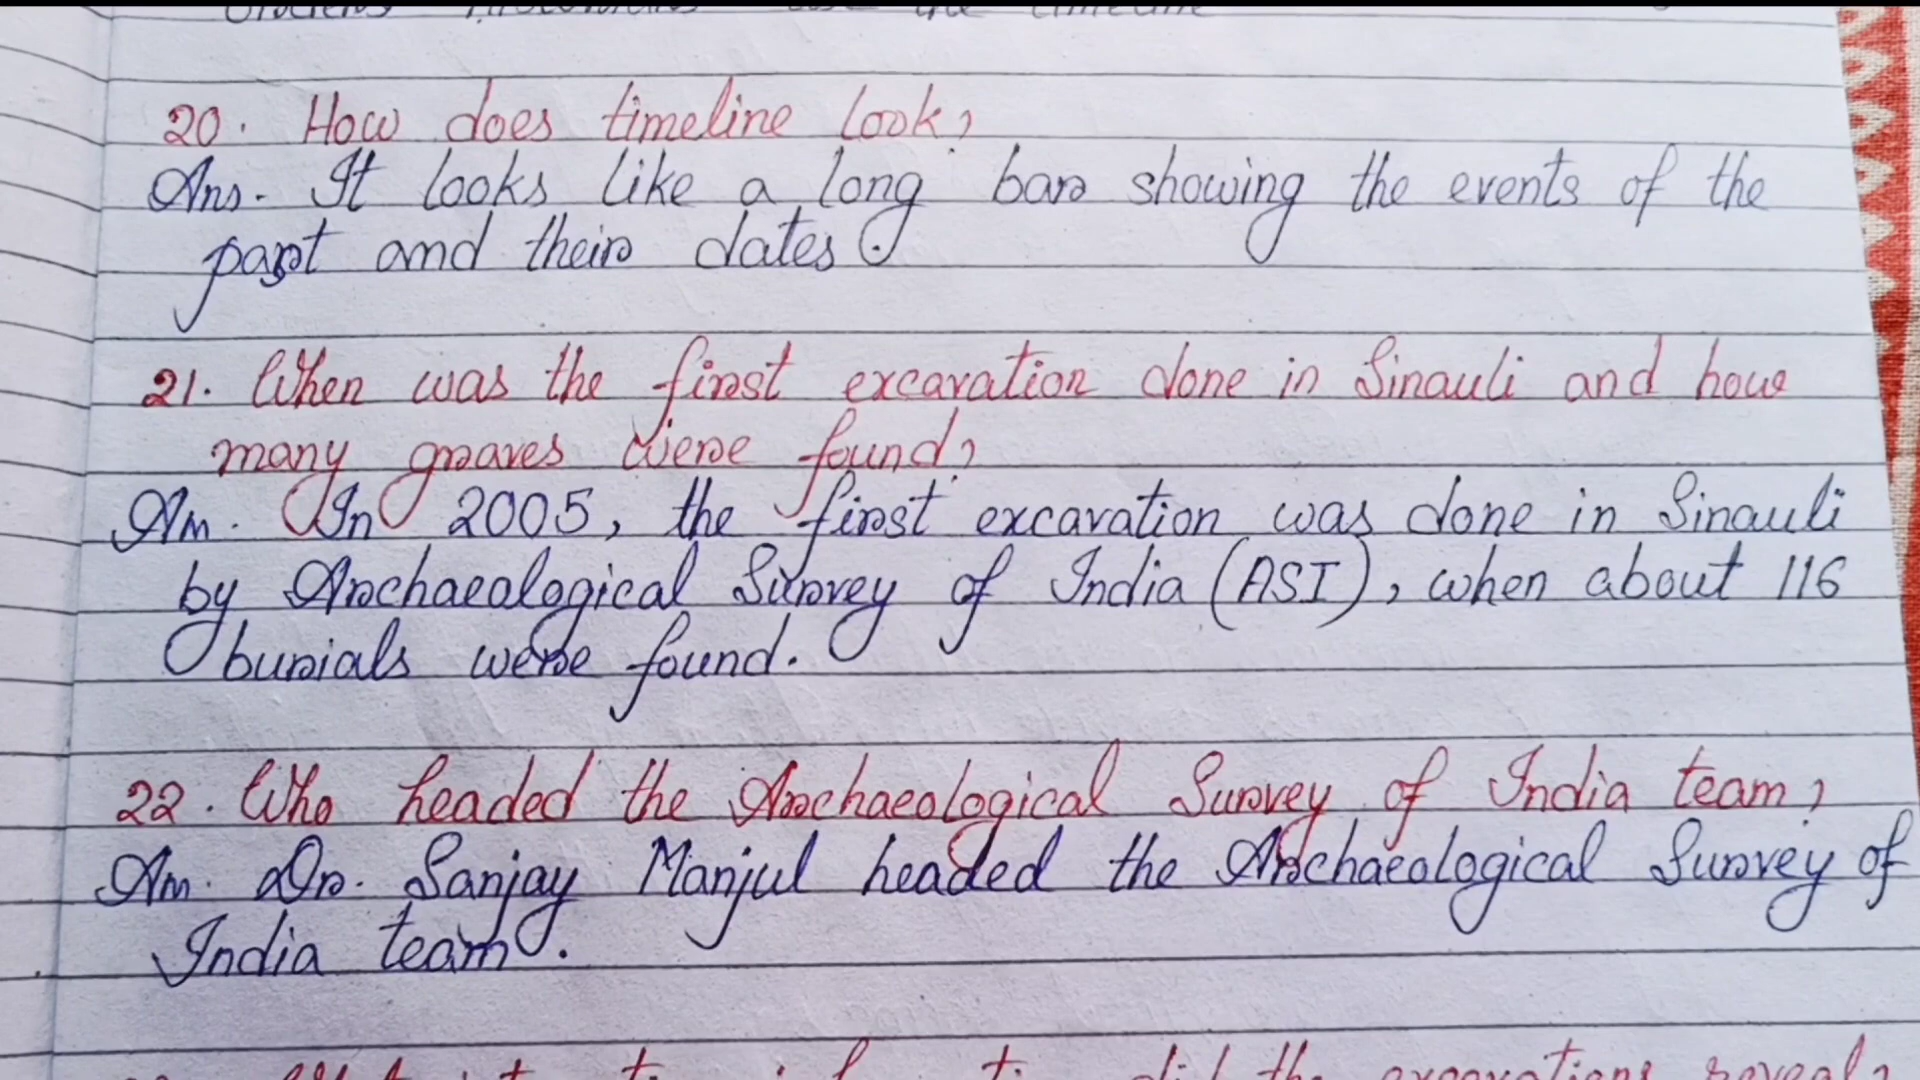 20. How does timeline look?
Ans. It looks like a long bar showing the events of the
past and their dates.
21. When was the first excavation done in Sinauli and how
many graves were found?
Ans. In 2005, the first excavation was done in Sinauli
by Archaeological Survey of India (ASI), when about 116
burials were found.
22. Who headed the Archaeological Survey of India team?
Ans. Dr. Sanjay Manjul headed the Archaeological Survey of
India team.
did the excavations reveal?